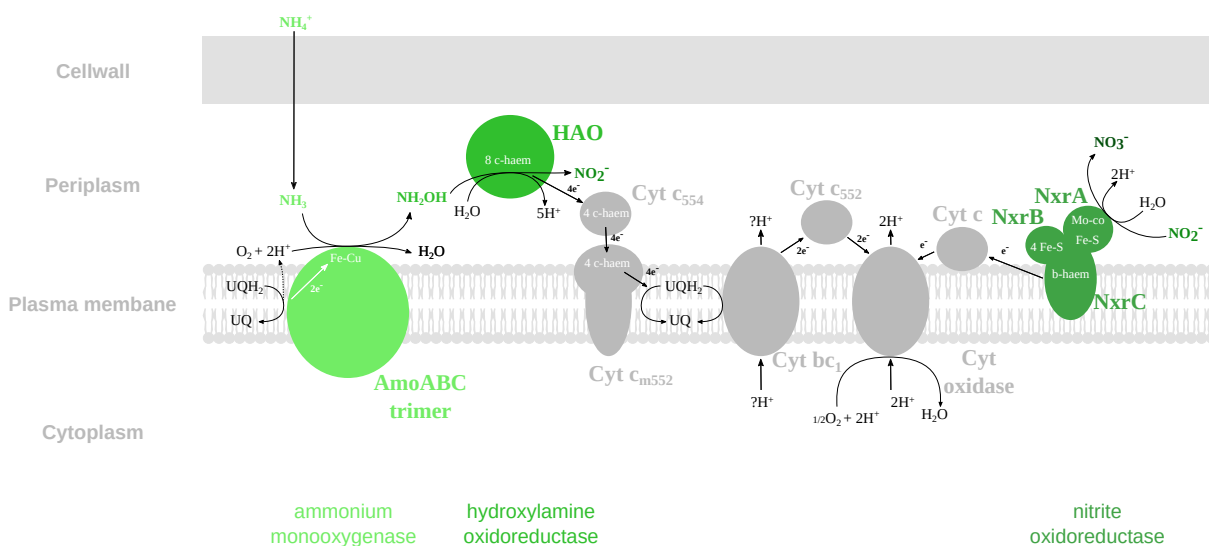 NH₄⁺
Cellwall
Periplasm
Plasma membane
Cytoplasm
NH₃
O₂ + 2H⁺
UQH₂
UQ
2e⁻
Fe-Cu
H₂O
AmoABC
trimer
NH₂OH
HAO
8 c-haem
H₂O
5H⁺
NO₂⁻
4e⁻
Cyt c₅₅₄
4 c-haem
4e⁻
4 c-haem
4e⁻
Cyt cₘ₅₅₂
UQH₂
UQ
?H⁺
?H⁺
Cyt bc₁
2e⁻
Cyt c₅₅₂
2e⁻
2H⁺
2H⁺
1/2O₂ + 2H⁺
H₂O
Cyt
oxidase
Cyt c
e⁻
e⁻
NxrB
NxrA
4 Fe-S
Mo-co
Fe-S
b-haem
NxrC
NO₃⁻
2H⁺
H₂O
NO₂⁻
ammonium
monooxygenase
hydroxylamine
oxidoreductase
nitrite
oxidoreductase